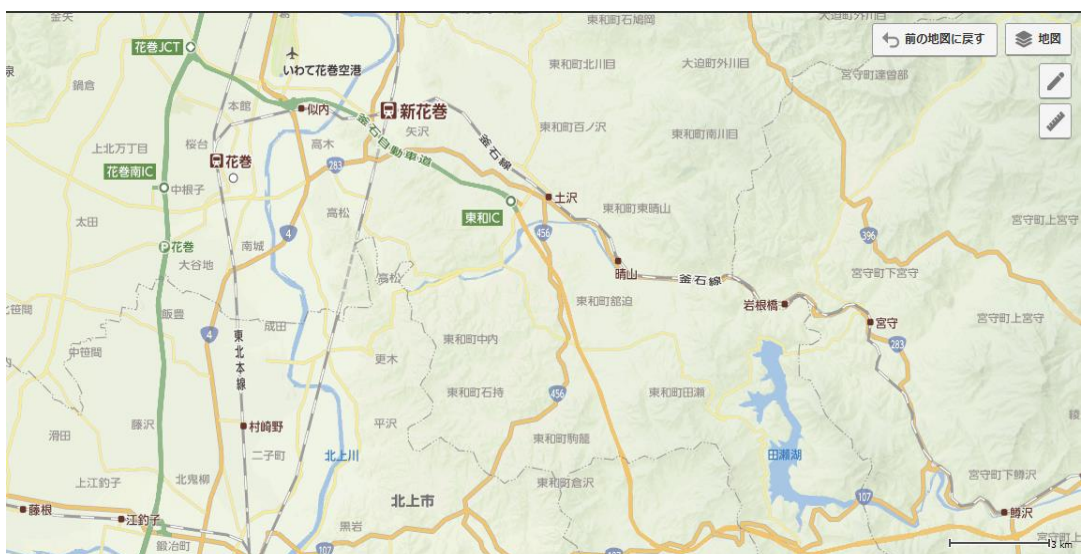 金矢
大迫町外川目
東和町石鳩岡
花巻JCT
前の地図に戻す
地図
いわて花巻空港
東和町北川目
大迫町外川目
宮守町達曽部
鍋倉
本館
似内
新花巻
矢沢
東和町百ノ沢
東和町南川目
上北万丁目
桜台
高木
釜石自動車道
釜石線
花巻
283
花巻南IC
中根子
土沢
東和町東晴山
宮守町上宮守
太田
高松
東和IC
花巻
南城
4
456
396
大谷地
晴山
宮守町下宮守
高松
釜石線
北笹間
飯豊
東和町舘迫
岩根橋
宮守
宮守町上宮守
成田
4
東北本線
東和町中内
283
中笹間
更木
456
東和町石持
東和町田瀬
藤沢
村崎野
平沢
滑田
二子町
東和町駒籠
北上川
田瀬湖
上江釣子
北鬼柳
東和町倉沢
宮守町下鱒沢
北上市
107
藤根
江釣子
鱒沢
黒岩
鍛冶町
107
107
宮守町上
3 km